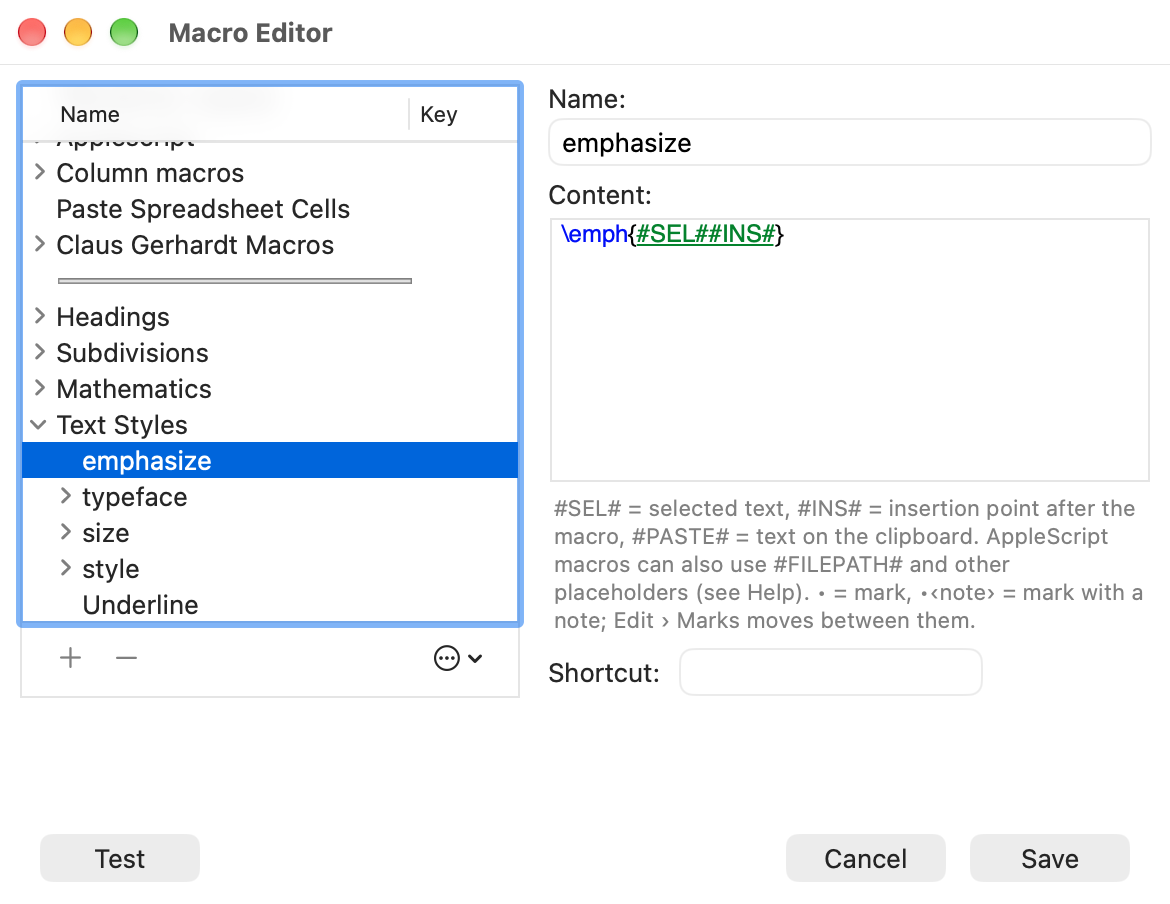 Macro Editor
Name Key
Applescript
Column macros
Paste Spreadsheet Cells
Claus Gerhardt Macros
Headings
Subdivisions
Mathematics
Text Styles
emphasize
typeface
size
style
Underline
Name:
emphasize
Content:
\emph{#SEL##INS#}
#SEL# = selected text, #INS# = insertion point after the
macro, #PASTE# = text on the clipboard. AppleScript
macros can also use #FILEPATH# and other
placeholders (see Help). • = mark, •‹note› = mark with a
note; Edit › Marks moves between them.
Shortcut:
Test Cancel Save